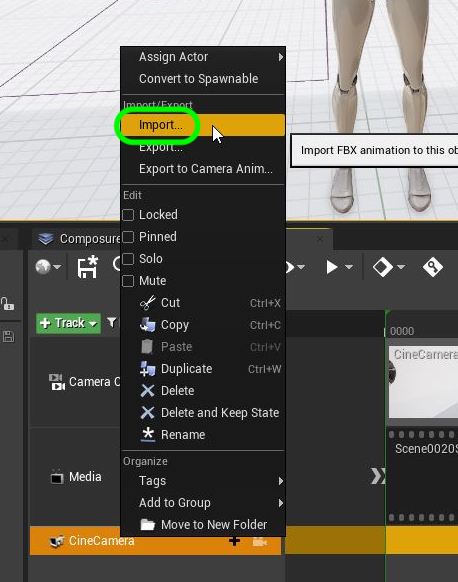 Assign Actor
Convert to Spawnable
Import/Export
Import...
Import FBX animation to this ob
Export...
Export to Camera Anim...
Edit
Locked
Pinned
Solo
Mute
Composure
Cut Ctrl+X
Copy Ctrl+C
Paste Ctrl+V
Duplicate Ctrl+W
Delete
Delete and Keep State
Rename
Organize
Tags
Add to Group
Move to New Folder
+ Track
0000
Camera C
CineCamera
Media
Scene0020S
CineCamera